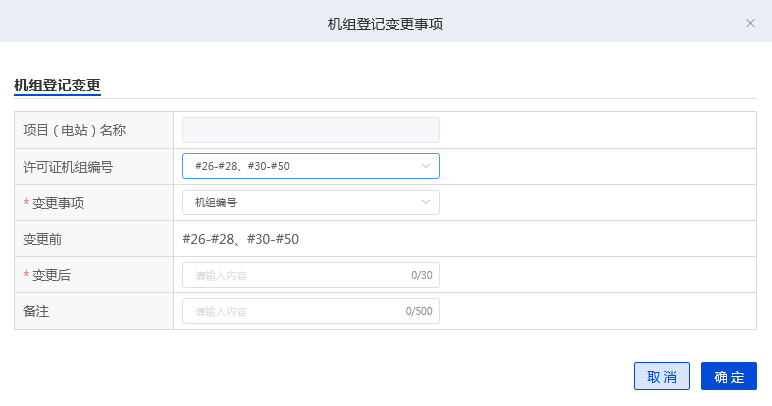 机组登记变更事项
机组登记变更
项目（电站）名称
许可证机组编号 #26-#28、#30-#50
* 变更事项 机组编号
变更前 #26-#28、#30-#50
* 变更后 请输入内容 0/30
备注 请输入内容 0/500
取消 确定